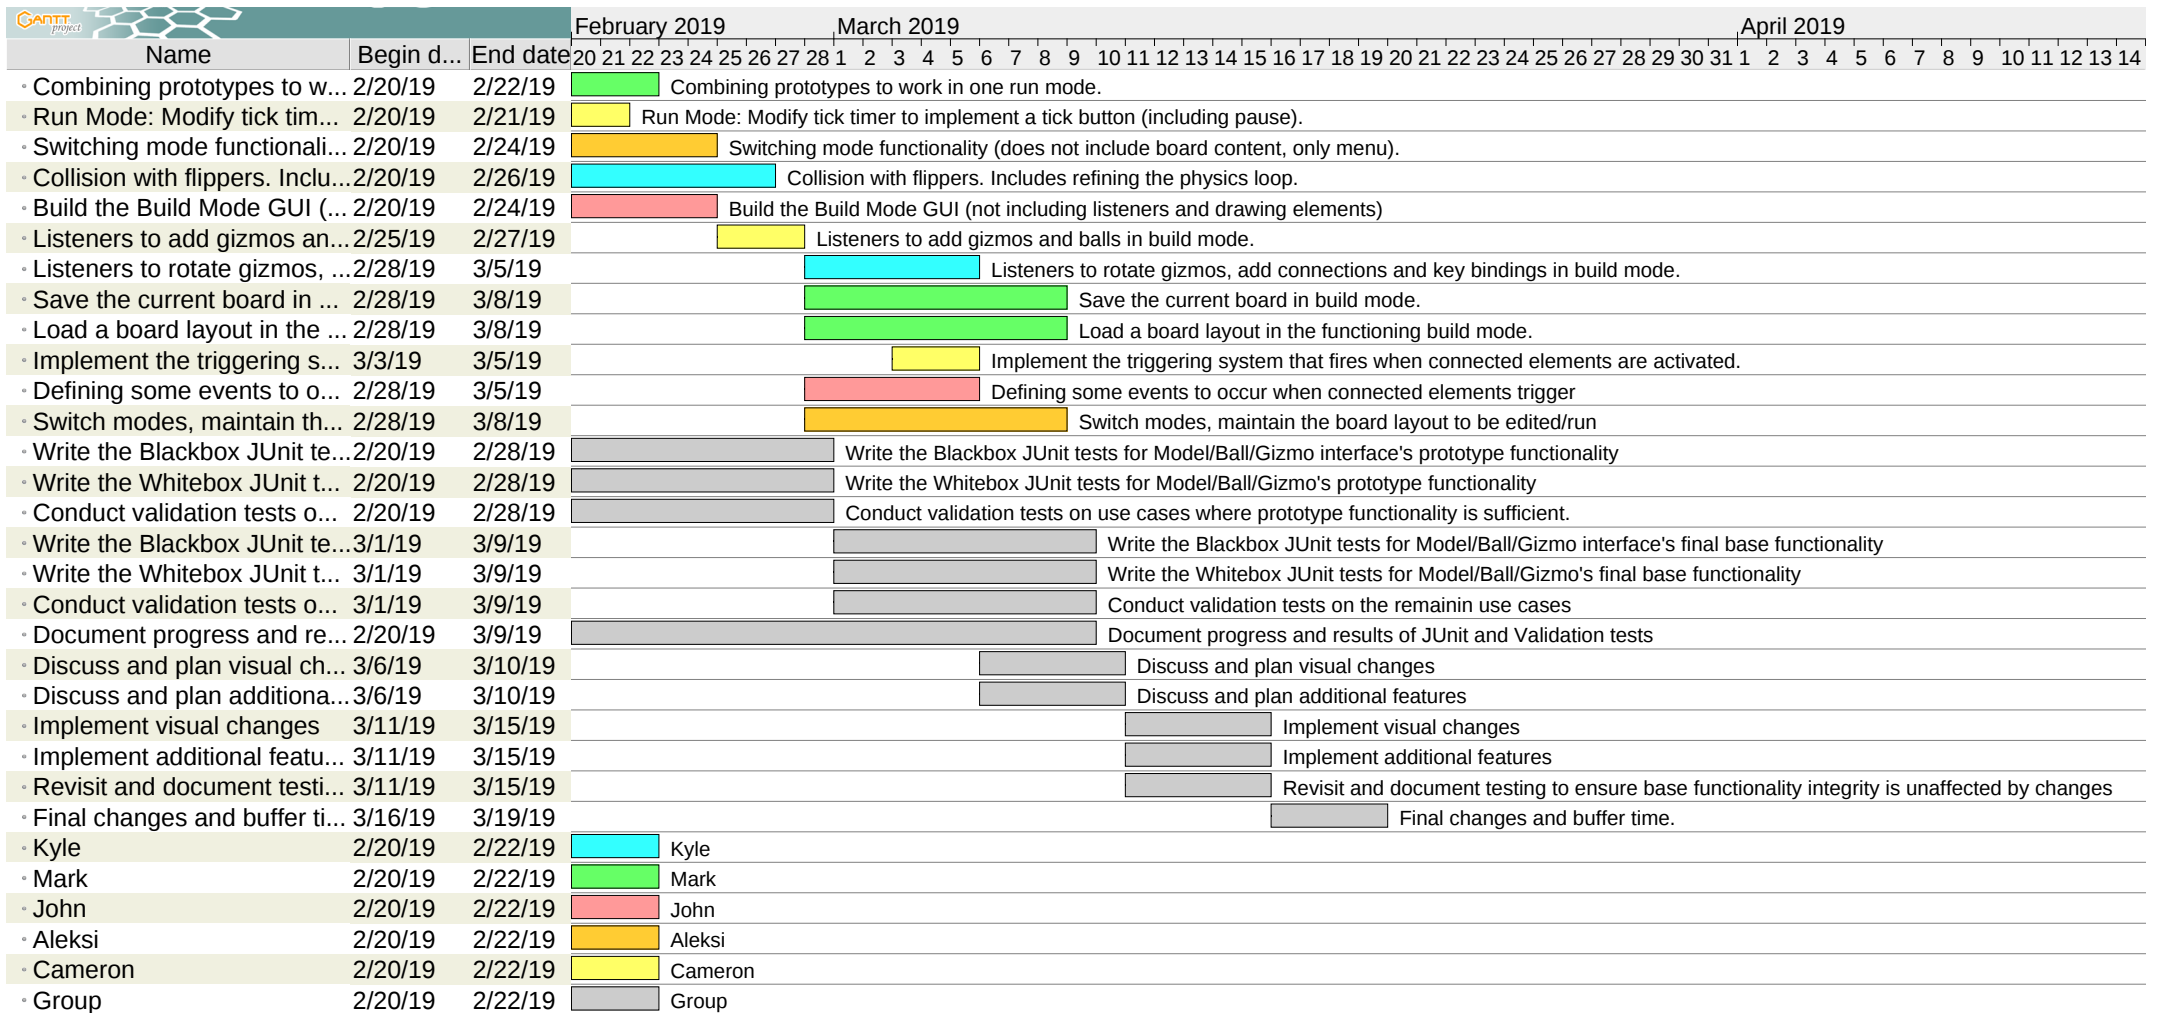 GANTT project
February 2019 March 2019 April 2019
Name Begin d... End date 20 21 22 23 24 25 26 27 28 1 2 3 4 5 6 7 8 9 10 11 12 13 14 15 16 17 18 19 20 21 22 23 24 25 26 27 28 29 30 31 1 2 3 4 5 6 7 8 9 10 11 12 13 14
Combining prototypes to w... 2/20/19 2/22/19 Combining prototypes to work in one run mode.
Run Mode: Modify tick tim... 2/20/19 2/21/19 Run Mode: Modify tick timer to implement a tick button (including pause).
Switching mode functionali... 2/20/19 2/24/19 Switching mode functionality (does not include board content, only menu).
Collision with flippers. Inclu... 2/20/19 2/26/19 Collision with flippers. Includes refining the physics loop.
Build the Build Mode GUI (... 2/20/19 2/24/19 Build the Build Mode GUI (not including listeners and drawing elements)
Listeners to add gizmos an... 2/25/19 2/27/19 Listeners to add gizmos and balls in build mode.
Listeners to rotate gizmos, ... 2/28/19 3/5/19 Listeners to rotate gizmos, add connections and key bindings in build mode.
Save the current board in ... 2/28/19 3/8/19 Save the current board in build mode.
Load a board layout in the ... 2/28/19 3/8/19 Load a board layout in the functioning build mode.
Implement the triggering s... 3/3/19 3/5/19 Implement the triggering system that fires when connected elements are activated.
Defining some events to o... 2/28/19 3/5/19 Defining some events to occur when connected elements trigger
Switch modes, maintain th... 2/28/19 3/8/19 Switch modes, maintain the board layout to be edited/run
Write the Blackbox JUnit te... 2/20/19 2/28/19 Write the Blackbox JUnit tests for Model/Ball/Gizmo interface's prototype functionality
Write the Whitebox JUnit t... 2/20/19 2/28/19 Write the Whitebox JUnit tests for Model/Ball/Gizmo's prototype functionality
Conduct validation tests o... 2/20/19 2/28/19 Conduct validation tests on use cases where prototype functionality is sufficient.
Write the Blackbox JUnit te... 3/1/19 3/9/19 Write the Blackbox JUnit tests for Model/Ball/Gizmo interface's final base functionality
Write the Whitebox JUnit t... 3/1/19 3/9/19 Write the Whitebox JUnit tests for Model/Ball/Gizmo's final base functionality
Conduct validation tests o... 3/1/19 3/9/19 Conduct validation tests on the remainin use cases
Document progress and re... 2/20/19 3/9/19 Document progress and results of JUnit and Validation tests
Discuss and plan visual ch... 3/6/19 3/10/19 Discuss and plan visual changes
Discuss and plan additiona... 3/6/19 3/10/19 Discuss and plan additional features
Implement visual changes 3/11/19 3/15/19 Implement visual changes
Implement additional featu... 3/11/19 3/15/19 Implement additional features
Revisit and document testi... 3/11/19 3/15/19 Revisit and document testing to ensure base functionality integrity is unaffected by changes
Final changes and buffer ti... 3/16/19 3/19/19 Final changes and buffer time.
Kyle 2/20/19 2/22/19 Kyle
Mark 2/20/19 2/22/19 Mark
John 2/20/19 2/22/19 John
Aleksi 2/20/19 2/22/19 Aleksi
Cameron 2/20/19 2/22/19 Cameron
Group 2/20/19 2/22/19 Group